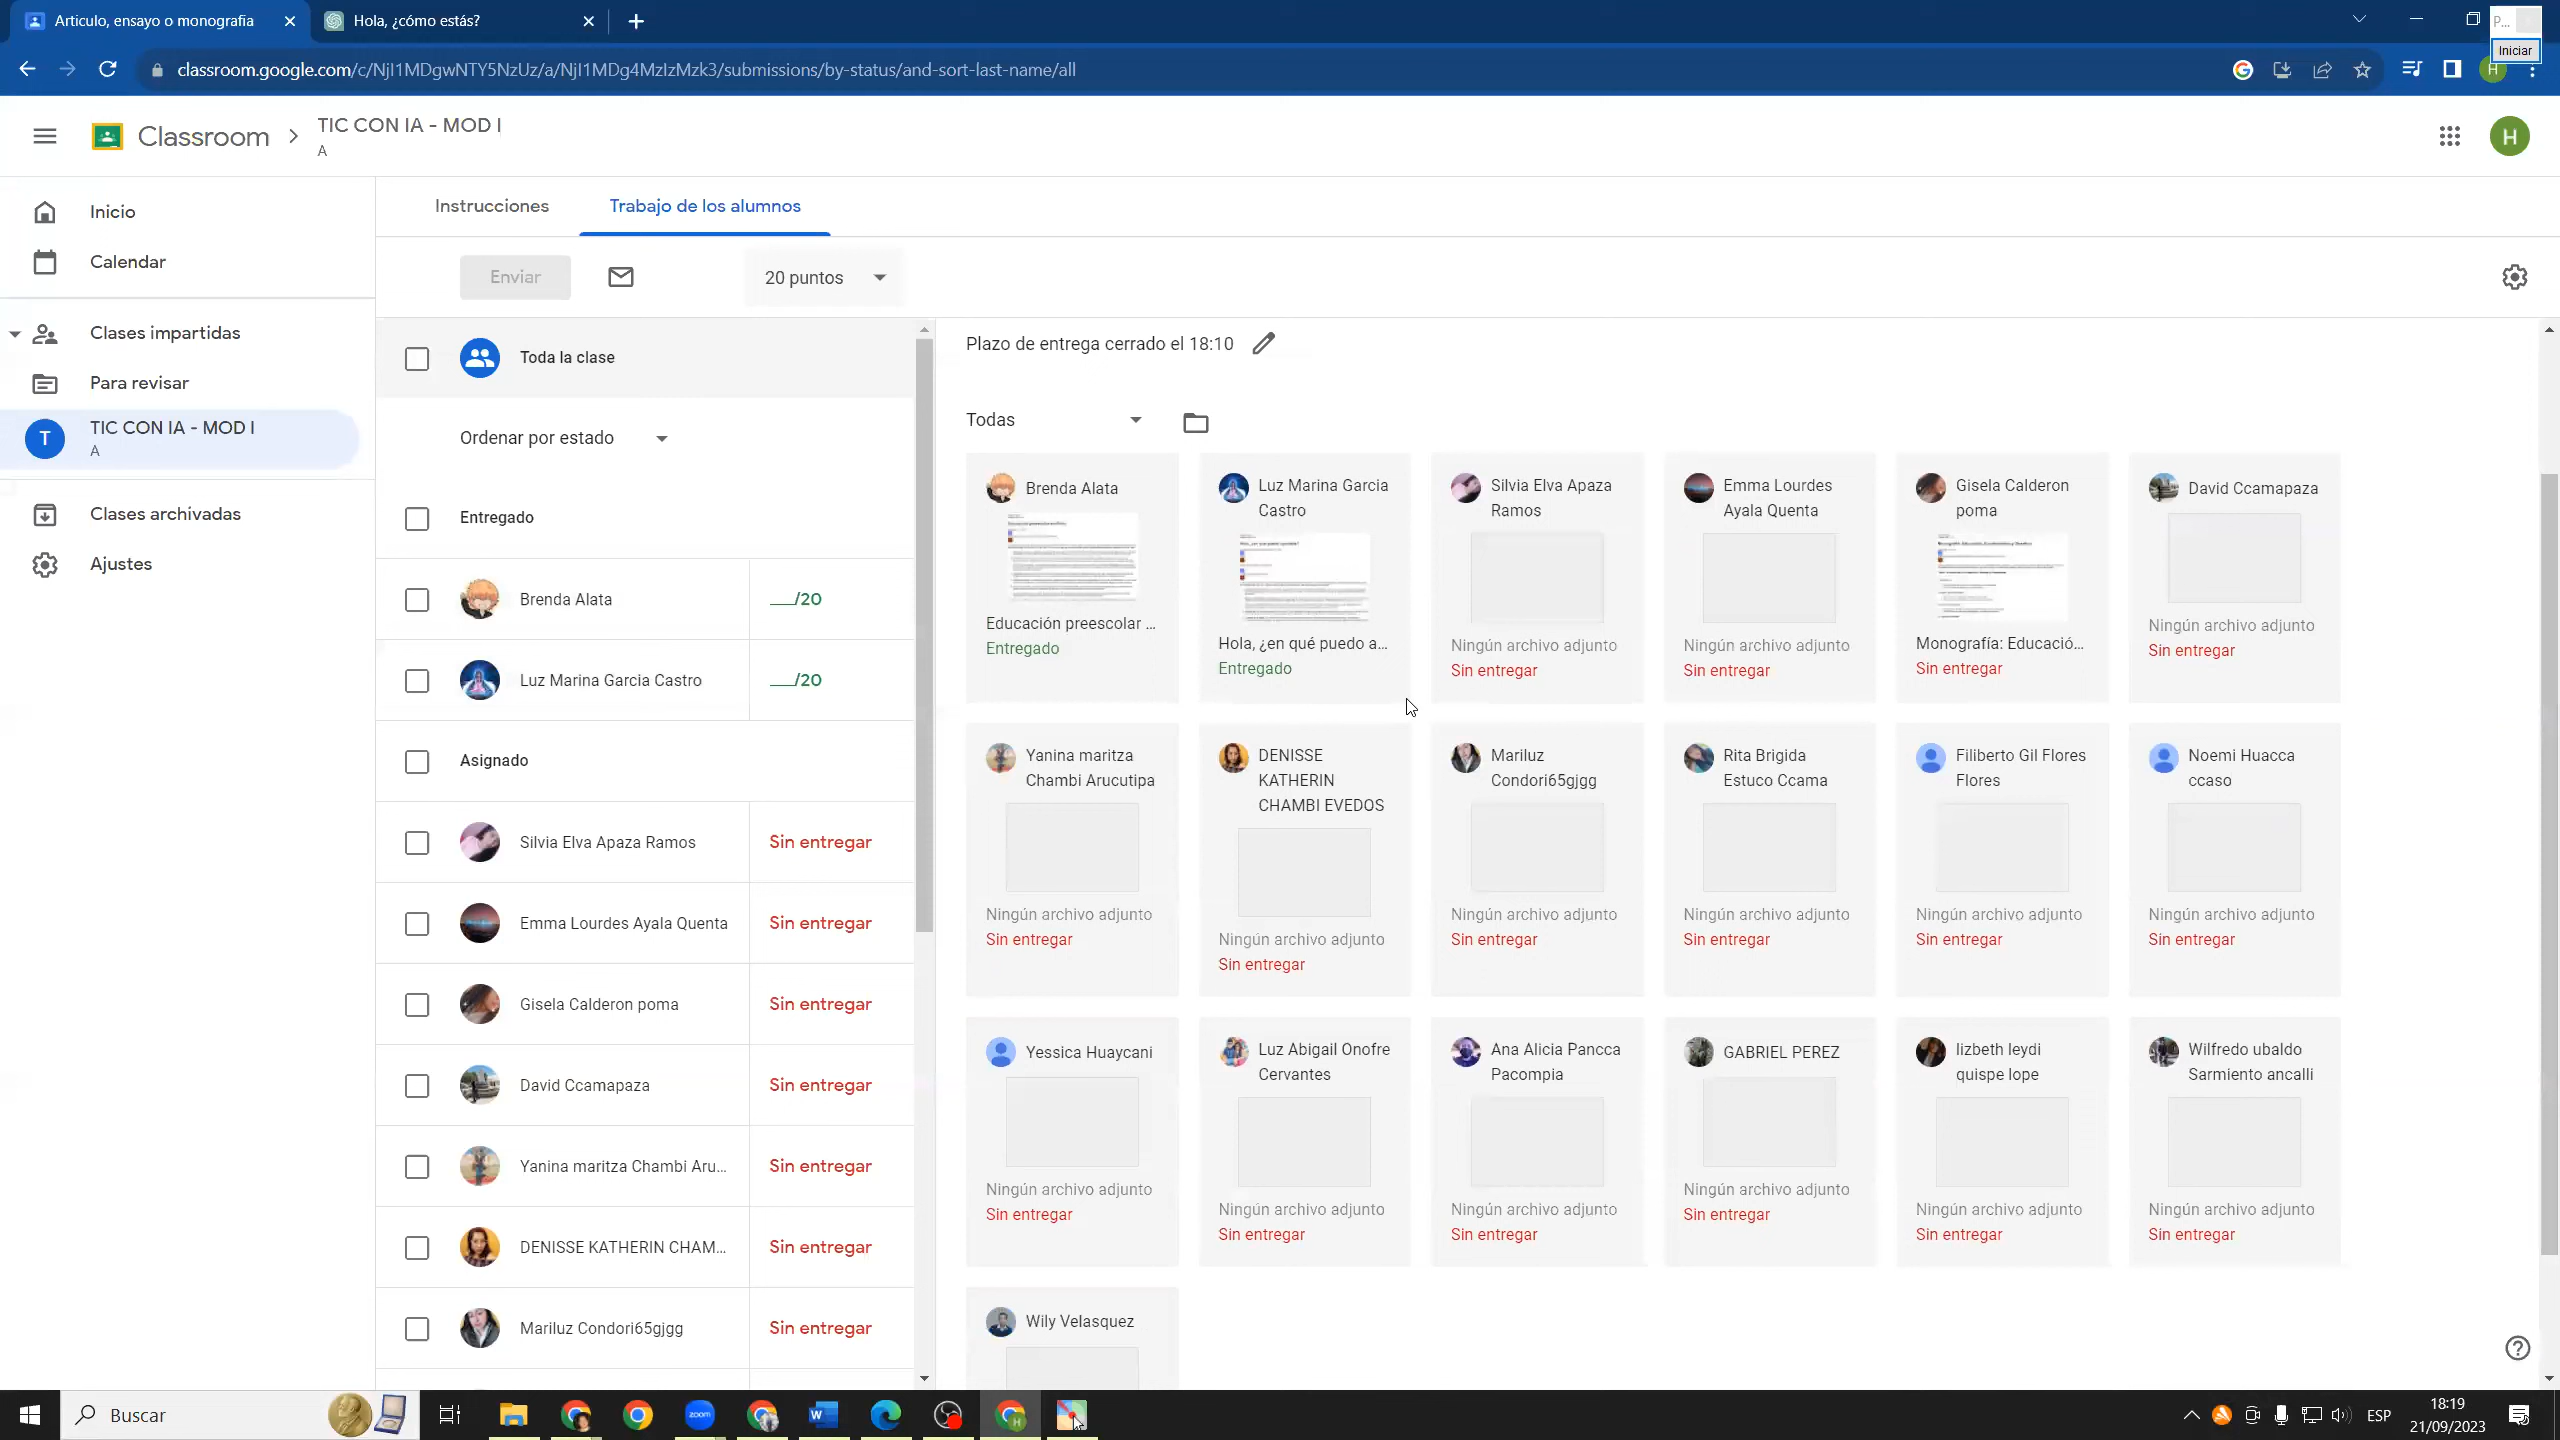 Articulo, ensayo o monografia
Hola, ¿cómo estás?
P...
Iniciar
classroom.google.com/c/NjI1MDgwNTY5NzUz/a/NjI1MDg4MzIzMzk3/submissions/by-status/and-sort-last-name/all
H
Classroom
TIC CON IA - MOD I
A
H
Inicio
Calendar
Clases impartidas
Para revisar
T
TIC CON IA - MOD I
A
Clases archivadas
Ajustes
Instrucciones
Trabajo de los alumnos
Enviar
20 puntos
Toda la clase
Ordenar por estado
Entregado
Brenda Alata
___/20
Luz Marina Garcia Castro
___/20
Asignado
Silvia Elva Apaza Ramos
Sin entregar
Emma Lourdes Ayala Quenta
Sin entregar
Gisela Calderon poma
Sin entregar
David Ccamapaza
Sin entregar
Yanina maritza Chambi Aru...
Sin entregar
DENISSE KATHERIN CHAM...
Sin entregar
Mariluz Condori65gjgg
Sin entregar
Plazo de entrega cerrado el 18:10
Todas
Brenda Alata
Educación preescolar ...
Entregado
Luz Marina Garcia
Castro
Hola, ¿en qué puedo a...
Entregado
Silvia Elva Apaza
Ramos
Ningún archivo adjunto
Sin entregar
Emma Lourdes
Ayala Quenta
Ningún archivo adjunto
Sin entregar
Gisela Calderon
poma
Monografía: Educació...
Sin entregar
David Ccamapaza
Ningún archivo adjunto
Sin entregar
Yanina maritza
Chambi Arucutipa
Ningún archivo adjunto
Sin entregar
DENISSE
KATHERIN
CHAMBI EVEDOS
Ningún archivo adjunto
Sin entregar
Mariluz
Condori65gjgg
Ningún archivo adjunto
Sin entregar
Rita Brigida
Estuco Ccama
Ningún archivo adjunto
Sin entregar
Filiberto Gil Flores
Flores
Ningún archivo adjunto
Sin entregar
Noemi Huacca
ccaso
Ningún archivo adjunto
Sin entregar
Yessica Huaycani
Ningún archivo adjunto
Sin entregar
Luz Abigail Onofre
Cervantes
Ningún archivo adjunto
Sin entregar
Ana Alicia Pancca
Pacompia
Ningún archivo adjunto
Sin entregar
GABRIEL PEREZ
Ningún archivo adjunto
Sin entregar
lizbeth leydi
quispe lope
Ningún archivo adjunto
Sin entregar
Wilfredo ubaldo
Sarmiento ancalli
Ningún archivo adjunto
Sin entregar
Wily Velasquez
Buscar
zoom
ESP
18:19
21/09/2023